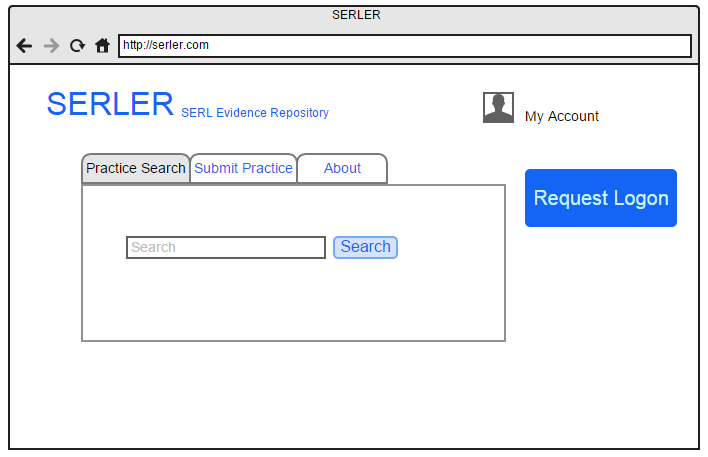 SERLER
http://serler.com
SERLER SERL Evidence Repository
My Account
Practice Search Submit Practice About
Request Logon
Search Search